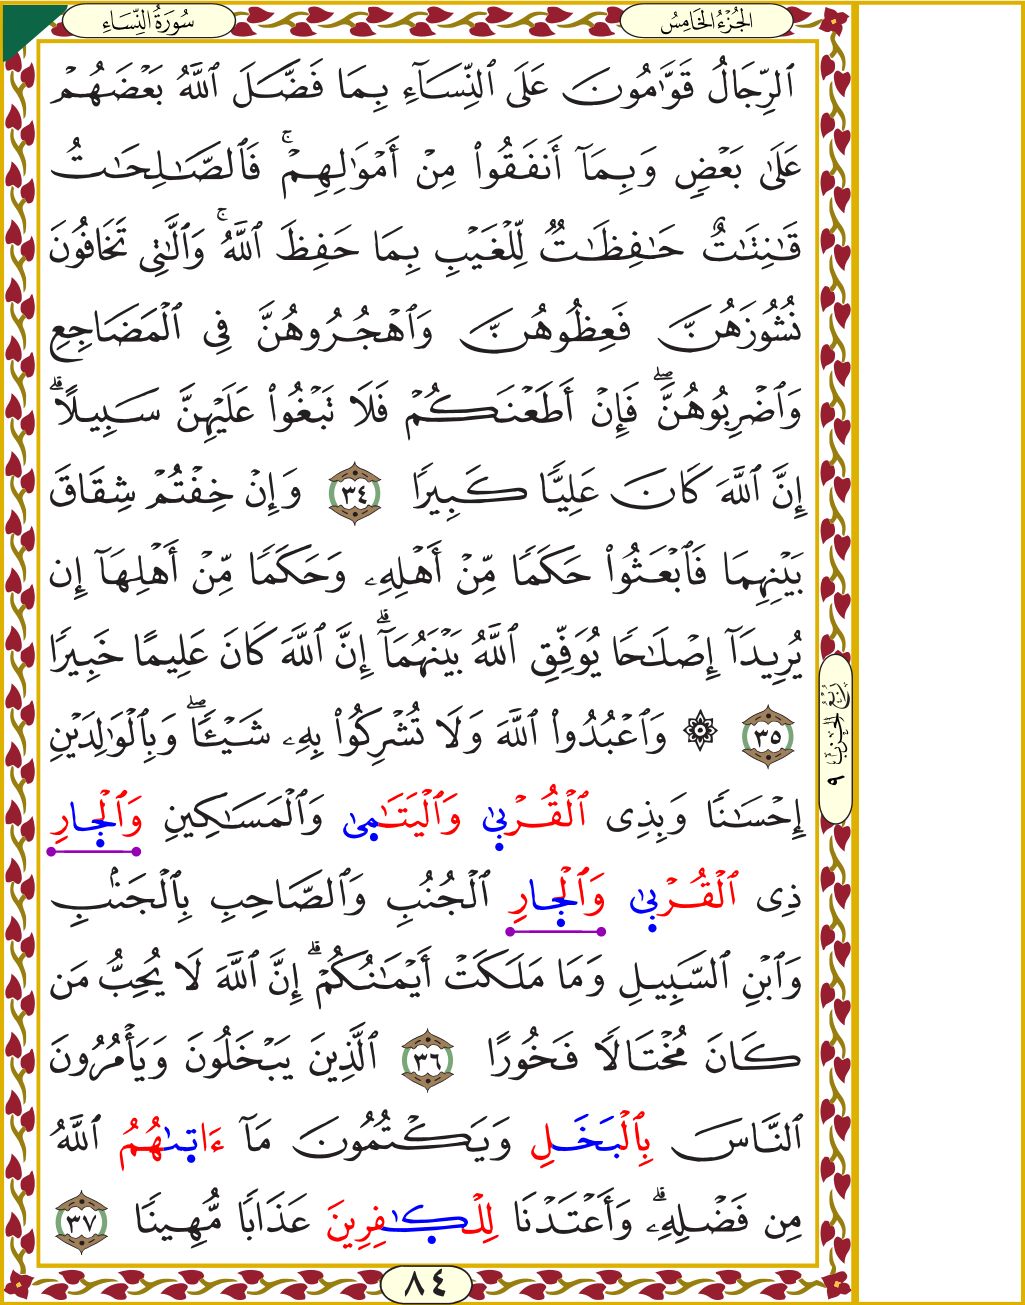 سُورَةُ النِّسَاءِ
الجُزْءُ الخَامِسُ
ٱلرِّجَالُ قَوَّٰمُونَ عَلَى ٱلنِّسَآءِ بِمَا فَضَّلَ ٱللَّهُ بَعْضَهُمْ
عَلَىٰ بَعْضٍ وَبِمَآ أَنفَقُوا۟ مِنْ أَمْوَٰلِهِمْ ۚ فَٱلصَّـٰلِحَـٰتُ
قَـٰنِتَـٰتٌ حَـٰفِظَـٰتٌ لِّلْغَيْبِ بِمَا حَفِظَ ٱللَّهُ ۚ وَٱلَّـٰتِى تَخَافُونَ
نُشُوزَهُنَّ فَعِظُوهُنَّ وَٱهْجُرُوهُنَّ فِى ٱلْمَضَاجِعِ
وَٱضْرِبُوهُنَّ ۖ فَإِنْ أَطَعْنَكُمْ فَلَا تَبْغُوا۟ عَلَيْهِنَّ سَبِيلًا ۗ
إِنَّ ٱللَّهَ كَانَ عَلِيًّا كَبِيرًا ٣٤ وَإِنْ خِفْتُمْ شِقَاقَ
بَيْنِهِمَا فَٱبْعَثُوا۟ حَكَمًا مِّنْ أَهْلِهِۦ وَحَكَمًا مِّنْ أَهْلِهَآ إِن
يُرِيدَآ إِصْلَـٰحًا يُوَفِّقِ ٱللَّهُ بَيْنَهُمَآ ۗ إِنَّ ٱللَّهَ كَانَ عَلِيمًا خَبِيرًا
٣٥ ۞ وَٱعْبُدُوا۟ ٱللَّهَ وَلَا تُشْرِكُوا۟ بِهِۦ شَيْـًٔا ۖ وَبِٱلْوَٰلِدَيْنِ
إِحْسَـٰنًا وَبِذِى ٱلْقُرْبَىٰ وَٱلْيَتَـٰمَىٰ وَٱلْمَسَـٰكِينِ وَٱلْجَارِ
ذِى ٱلْقُرْبَىٰ وَٱلْجَارِ ٱلْجُنُبِ وَٱلصَّاحِبِ بِٱلْجَنۢبِ
وَٱبْنِ ٱلسَّبِيلِ وَمَا مَلَكَتْ أَيْمَـٰنُكُمْ ۗ إِنَّ ٱللَّهَ لَا يُحِبُّ مَن
كَانَ مُخْتَالًا فَخُورًا ٣٦ ٱلَّذِينَ يَبْخَلُونَ وَيَأْمُرُونَ
ٱلنَّاسَ بِٱلْبَخَلِ وَيَكْتُمُونَ مَآ ءَاتَىٰهُمُ ٱللَّهُ
مِن فَضْلِهِۦ ۗ وَأَعْتَدْنَا لِلْكَـٰفِرِينَ عَذَابًا مُّهِينًا ٣٧
رُبْعُ الحِزْبِ ٩
٨٤